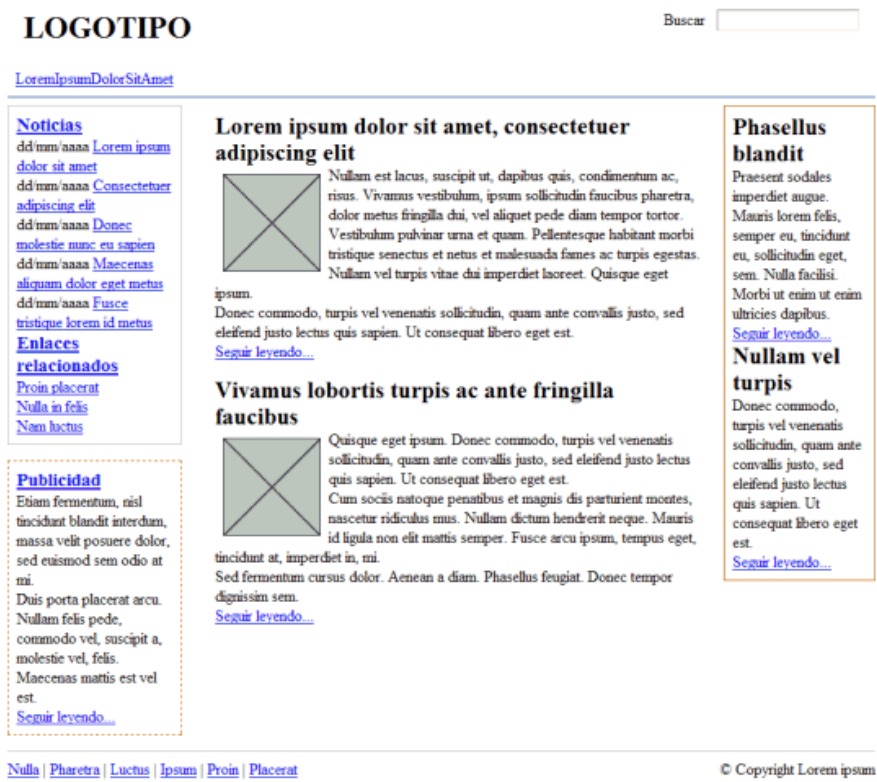 LOGOTIPO
Buscar
LoremIpsumDolorSitAmet
Noticias
dd/mm/aaaa Lorem ipsum
dolor sit amet
dd/mm/aaaa Consectetuer
adipiscing elit
dd/mm/aaaa Donec
molestie nunc eu sapien
dd/mm/aaaa Maecenas
aliquam dolor eget metus
dd/mm/aaaa Fusce
tristique lorem id metus
Enlaces
relacionados
Proin placerat
Nulla in felis
Nam luctus
Publicidad
Etiam fermentum, nisl
tincidunt blandit interdum,
massa velit posuere dolor,
sed euismod sem odio at
mi.
Duis porta placerat arcu.
Nullam felis pede,
commodo vel, suscipit a,
molestie vel, felis.
Maecenas mattis est vel
est.
Seguir leyendo...
Lorem ipsum dolor sit amet, consectetuer
adipiscing elit
Nullam est lacus, suscipit ut, dapibus quis, condimentum ac,
risus. Vivamus vestibulum, ipsum sollicitudin faucibus pharetra,
dolor metus fringilla dui, vel aliquet pede diam tempor tortor.
Vestibulum pulvinar urna et quam. Pellentesque habitant morbi
tristique senectus et netus et malesuada fames ac turpis egestas.
Nullam vel turpis vitae dui imperdiet laoreet. Quisque eget
ipsum.
Donec commodo, turpis vel venenatis sollicitudin, quam ante convallis justo, sed
eleifend justo lectus quis sapien. Ut consequat libero eget est.
Seguir leyendo...
Vivamus lobortis turpis ac ante fringilla
faucibus
Quisque eget ipsum. Donec commodo, turpis vel venenatis
sollicitudin, quam ante convallis justo, sed eleifend justo lectus
quis sapien. Ut consequat libero eget est.
Cum sociis natoque penatibus et magnis dis parturient montes,
nascetur ridiculus mus. Nullam dictum hendrerit neque. Mauris
id ligula non elit mattis semper. Fusce arcu ipsum, tempus eget,
tincidunt at, imperdiet in, mi.
Sed fermentum cursus dolor. Aenean a diam. Phasellus feugiat. Donec tempor
dignissim sem.
Seguir leyendo...
Phasellus
blandit
Praesent sodales
imperdiet augue.
Mauris lorem felis,
semper eu, tincidunt
eu, sollicitudin eget,
sem. Nulla facilisi.
Morbi ut enim ut enim
ultricies dapibus.
Seguir leyendo...
Nullam vel
turpis
Donec commodo,
turpis vel venenatis
sollicitudin, quam ante
convallis justo, sed
eleifend justo lectus
quis sapien. Ut
consequat libero eget
est.
Seguir leyendo...
Nulla | Pharetra | Luctus | Ipsum | Proin | Placerat
© Copyright Lorem ipsum